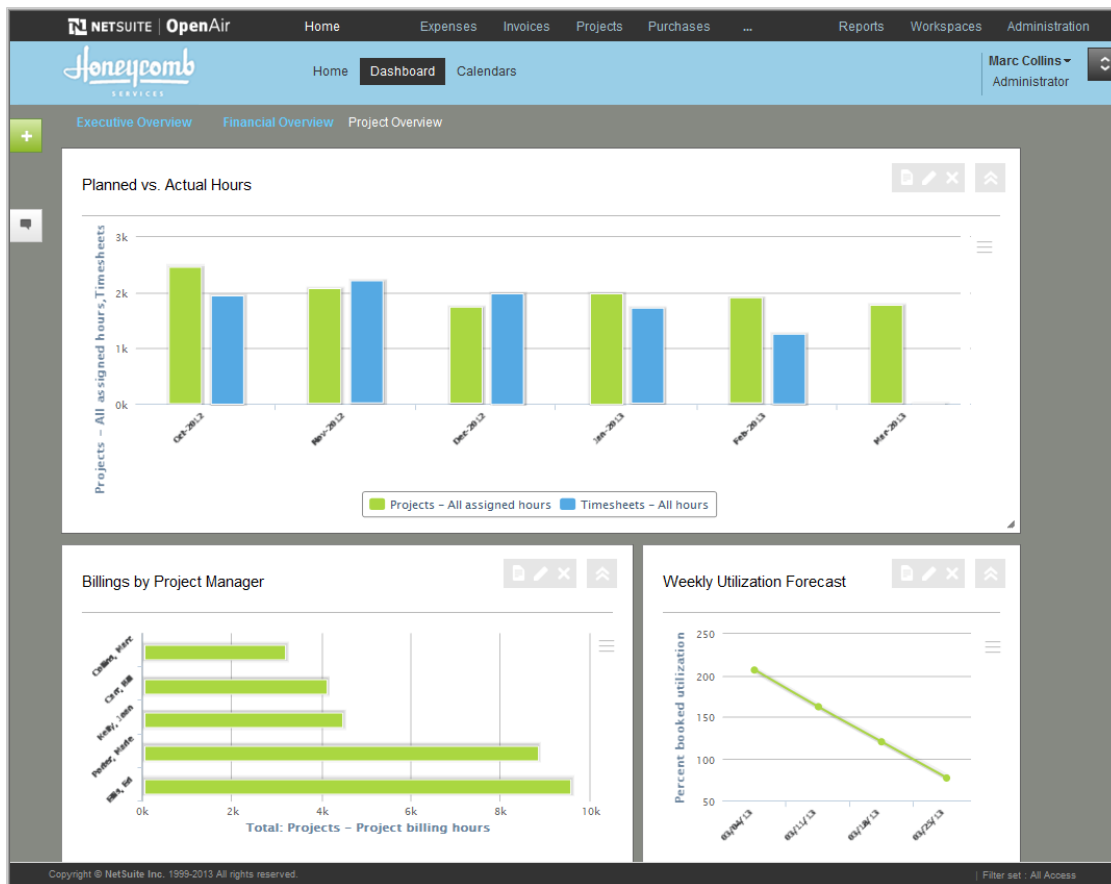 NETSUITE | OpenAir Home Expenses Invoices Projects Purchases ... Reports Workspaces Administration
Honeycomb
SERVICES
Home Dashboard Calendars
Marc Collins
Administrator
Executive Overview Financial Overview Project Overview
Planned vs. Actual Hours
Projects – All assigned hours,Timesheets
3k
2k
1k
0k
Oct-2012 Nov-2012 Dec-2012 Jan-2013 Feb-2013 Mar-2013
Projects – All assigned hours Timesheets – All hours
Billings by Project Manager
Collins, Marc
Carr, Bill
Kelly, Joan
Porter, Marie
0k 2k 4k 6k 8k 10k
Total: Projects – Project billing hours
Weekly Utilization Forecast
Percent booked utilization
250
200
150
100
50
03/04/13 03/11/13 03/18/13 03/25/13
Copyright © NetSuite Inc. 1999-2013 All rights reserved.
| Filter set : All Access